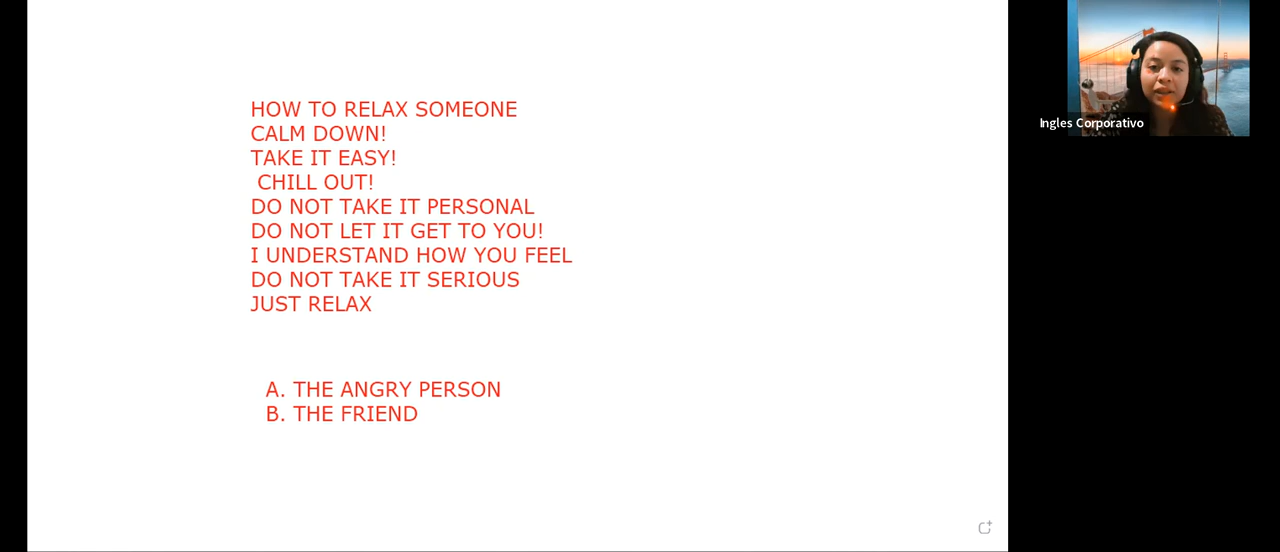 HOW TO RELAX SOMEONE
CALM DOWN!
TAKE IT EASY!
CHILL OUT!
DO NOT TAKE IT PERSONAL
DO NOT LET IT GET TO YOU!
I UNDERSTAND HOW YOU FEEL
DO NOT TAKE IT SERIOUS
JUST RELAX
A. THE ANGRY PERSON
B. THE FRIEND
Ingles Corporativo